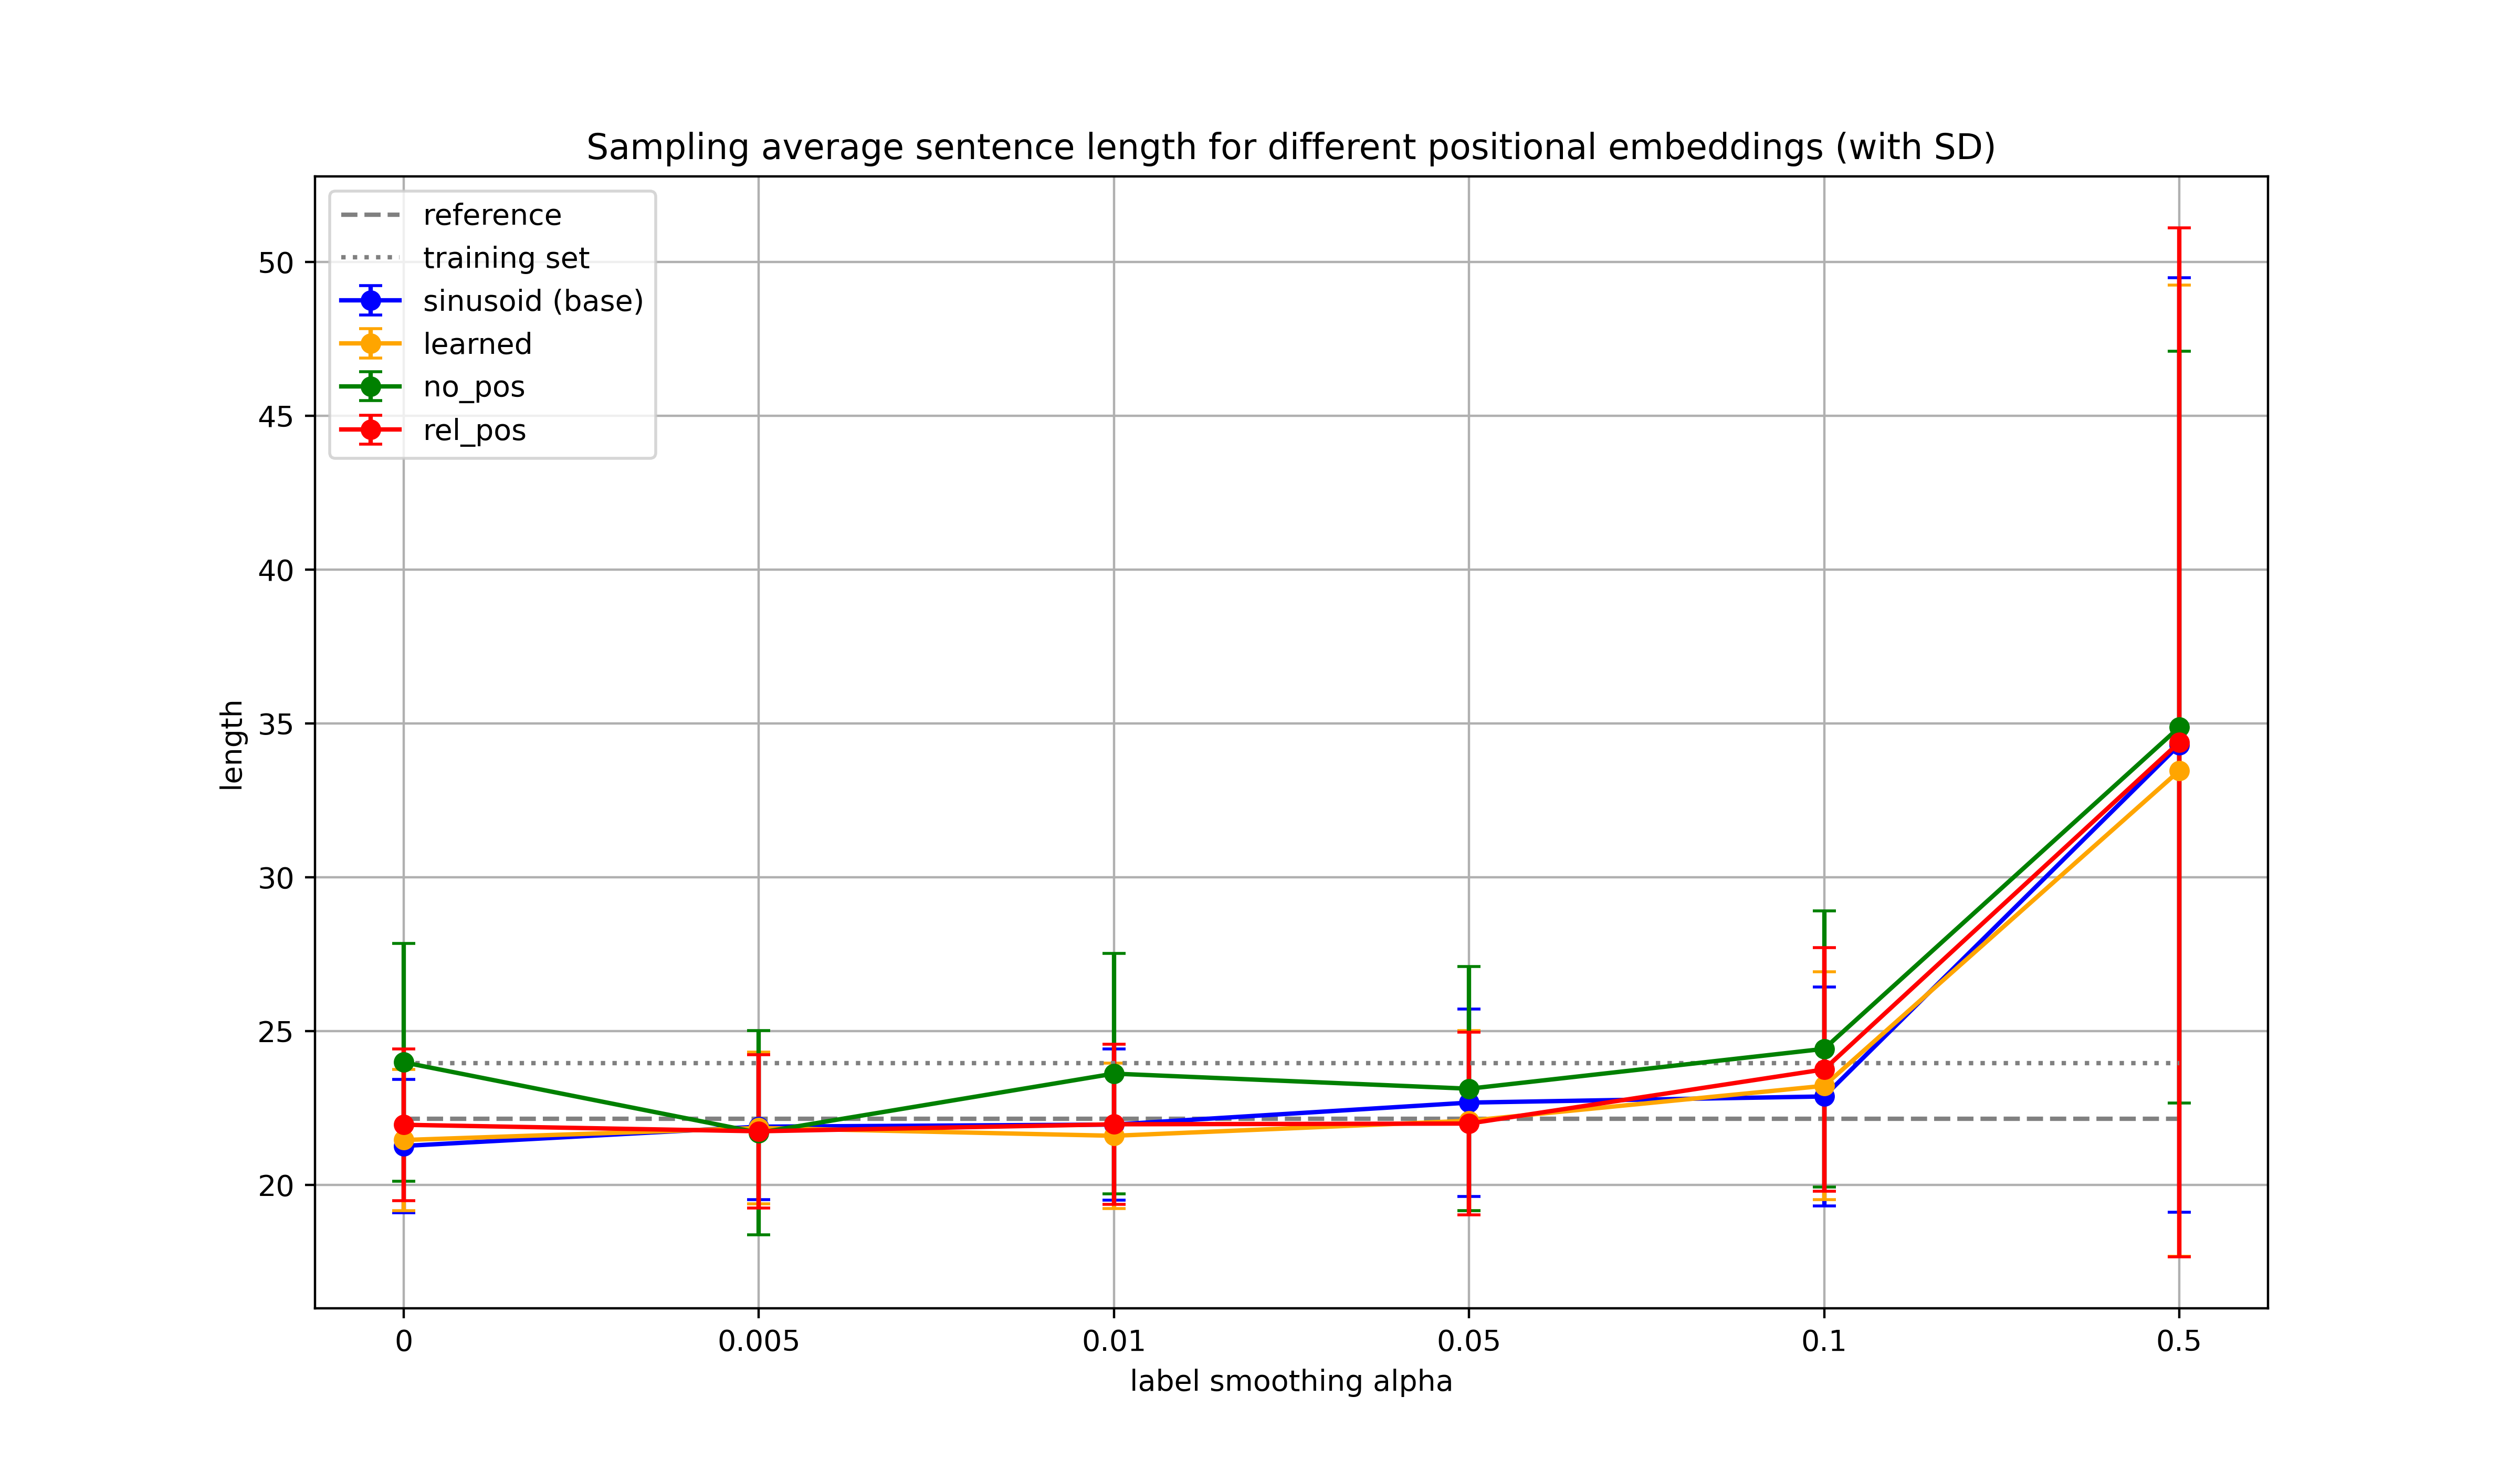 Sampling average sentence length for different positional embeddings (with SD)
reference
training set
sinusoid (base)
learned
no_pos
rel_pos
50
45
40
35
30
25
20
length
0 0.005 0.01 0.05 0.1 0.5
label smoothing alpha